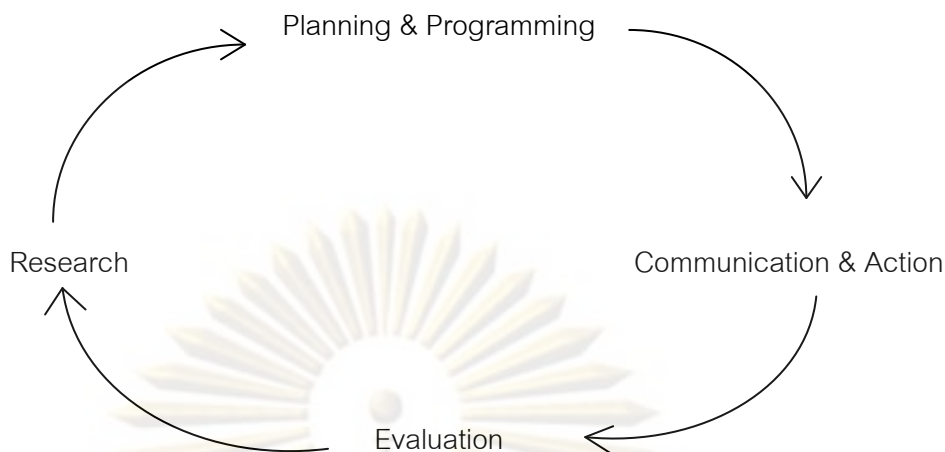 Planning & Programming
Research
Communication & Action
Evaluation